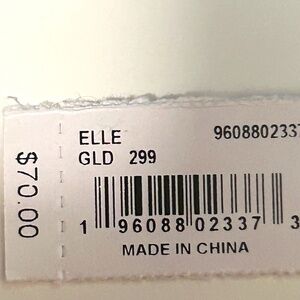 $70.00
ELLE 9608802337
GLD 299
1 96088 02337 3
MADE IN CHINA